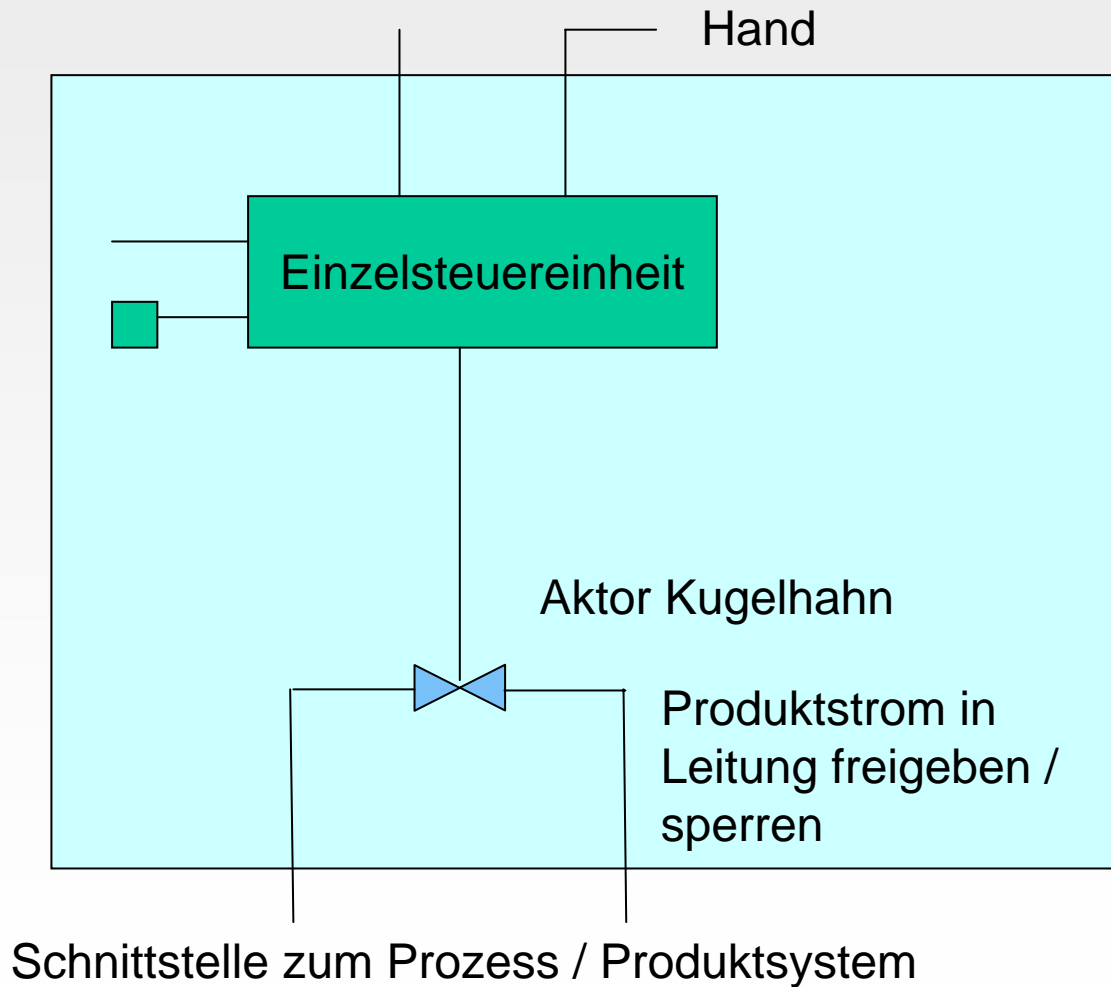 Hand
Einzelsteuereinheit
Aktor Kugelhahn
Produktstrom in
Leitung freigeben /
sperren
Schnittstelle zum Prozess / Produktsystem